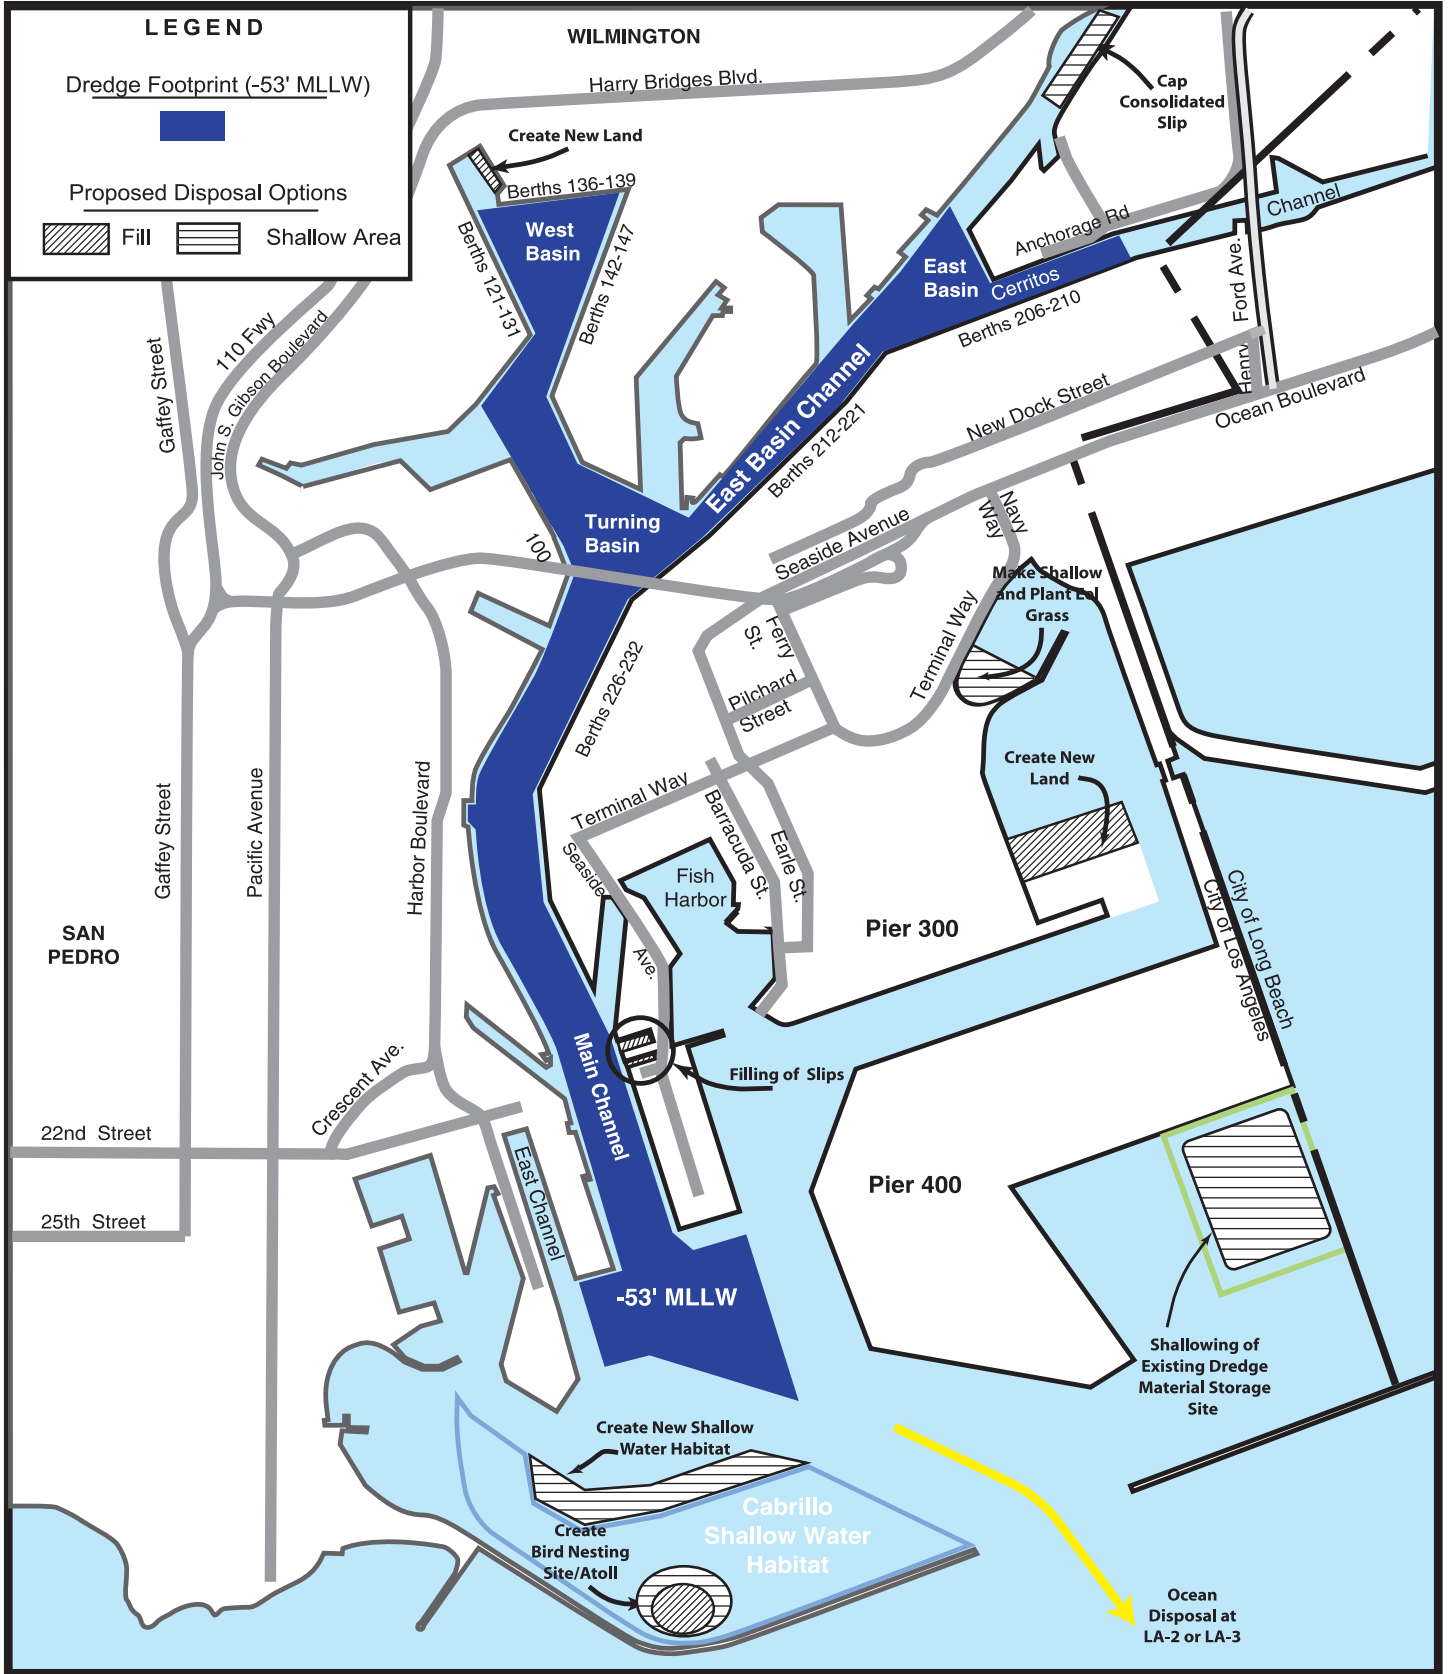 LEGEND
Dredge Footprint (-53' MLLW)
Proposed Disposal Options
Fill
Shallow Area
WILMINGTON
Harry Bridges Blvd.
Cap
Consolidated
Slip
Create New Land
Berths 136-139
West
Basin
Berths 121-131
Berths 142-147
Anchorage Rd
Channel
East
Basin
Cerritos
Berths 206-210
Henry Ford Ave.
110 Fwy
John S. Gibson Boulevard
Gaffey Street
East Basin Channel
Berths 212-221
New Dock Street
Ocean Boulevard
Turning
Basin
100
Seaside Avenue
Navy
Way
Make Shallow
and Plant Eel
Grass
Ferry
St.
Terminal Way
Berths 226-232
Pilchard
Street
Create New
Land
Terminal Way
Gaffey Street
Pacific Avenue
Harbor Boulevard
Seaside
Ave.
Barracuda St.
Earle St.
Fish
Harbor
Pier 300
City of Long Beach
City of Los Angeles
SAN
PEDRO
Main Channel
Filling of Slips
Crescent Ave.
22nd Street
East Channel
Pier 400
25th Street
-53' MLLW
Shallowing of
Existing Dredge
Material Storage
Site
Create New Shallow
Water Habitat
Cabrillo
Shallow Water
Habitat
Create
Bird Nesting
Site/Atoll
Ocean
Disposal at
LA-2 or LA-3